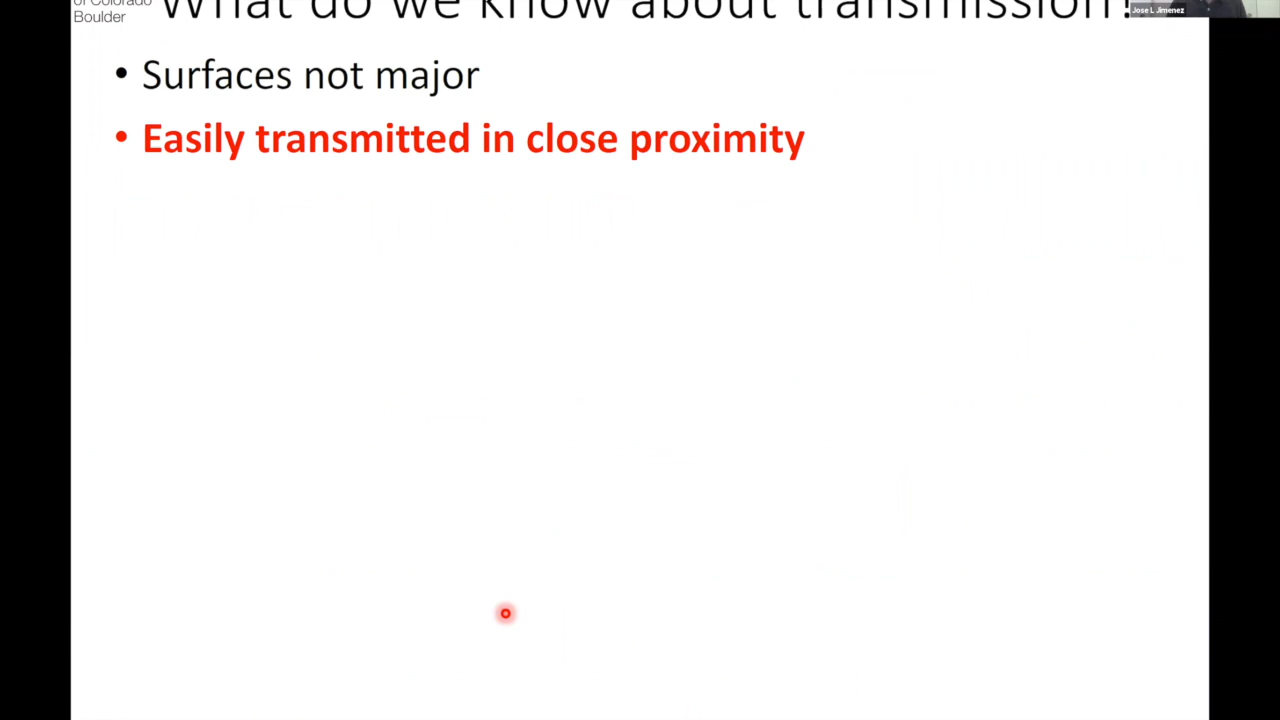 of Colorado
Boulder
What do we know about transmission?
Jose L Jimenez
• Surfaces not major
• Easily transmitted in close proximity